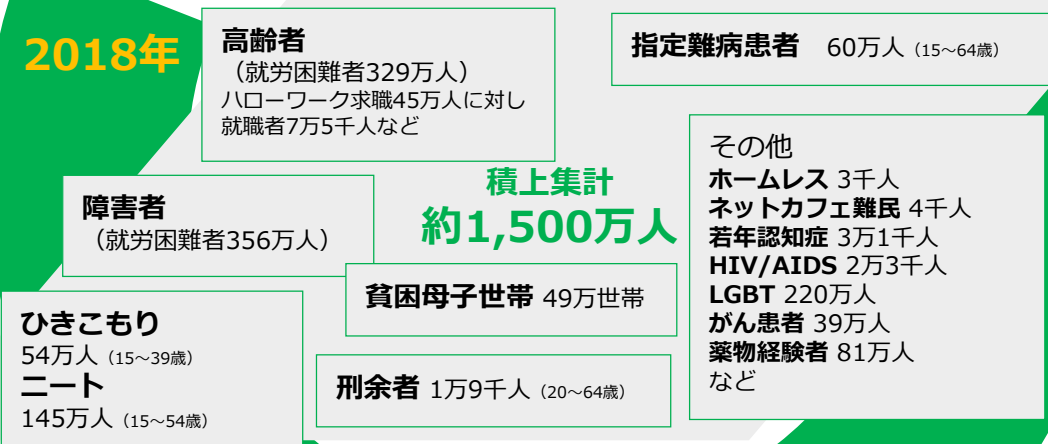 2018年
高齢者
（就労困難者329万人）
ハローワーク求職45万人に対し
就職者7万5千人など
指定難病患者　60万人（15～64歳）
障害者
（就労困難者356万人）
積上集計
約1,500万人
貧困母子世帯 49万世帯
ひきこもり
54万人（15～39歳）
ニート
145万人（15～54歳）
刑余者 1万9千人（20～64歳）
その他
ホームレス 3千人
ネットカフェ難民 4千人
若年認知症 3万1千人
HIV/AIDS 2万3千人
LGBT 220万人
がん患者 39万人
薬物経験者 81万人
など